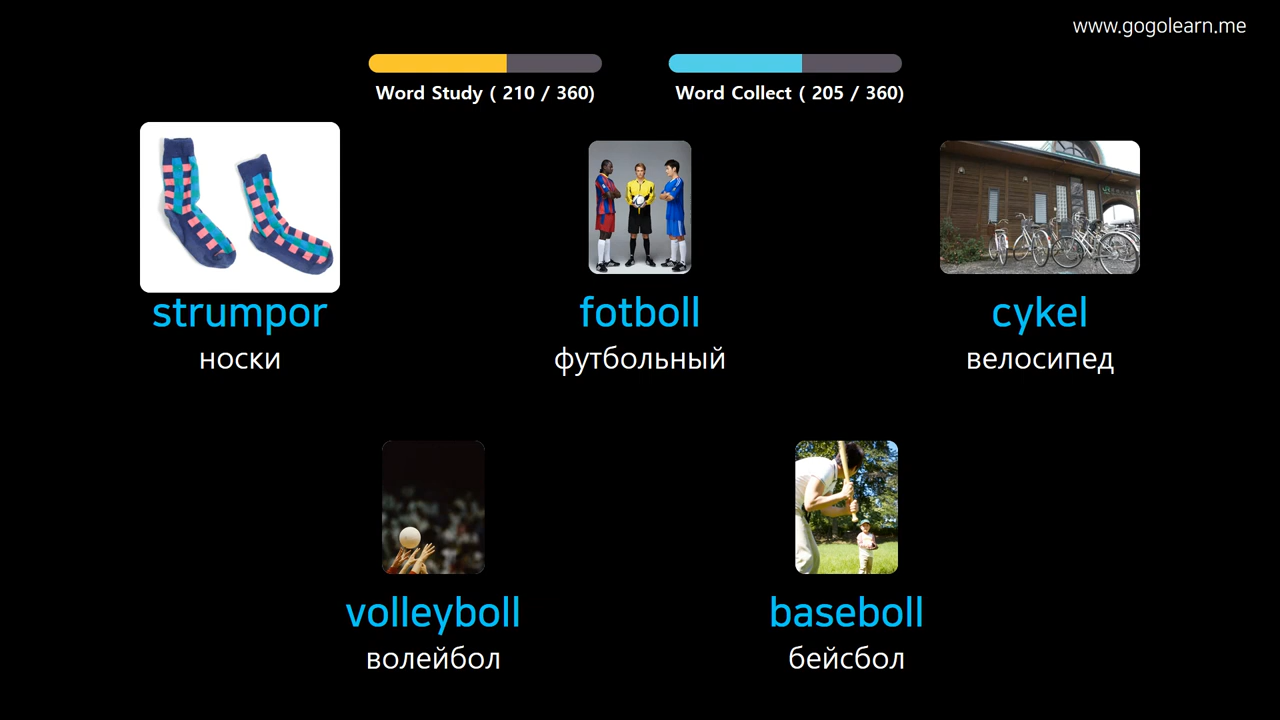 www.gogolearn.me
Word Study ( 210 / 360)
Word Collect ( 205 / 360)
strumpor
fotboll
cykel
носки
футбольный
велосипед
volleyboll
baseboll
волейбол
бейсбол